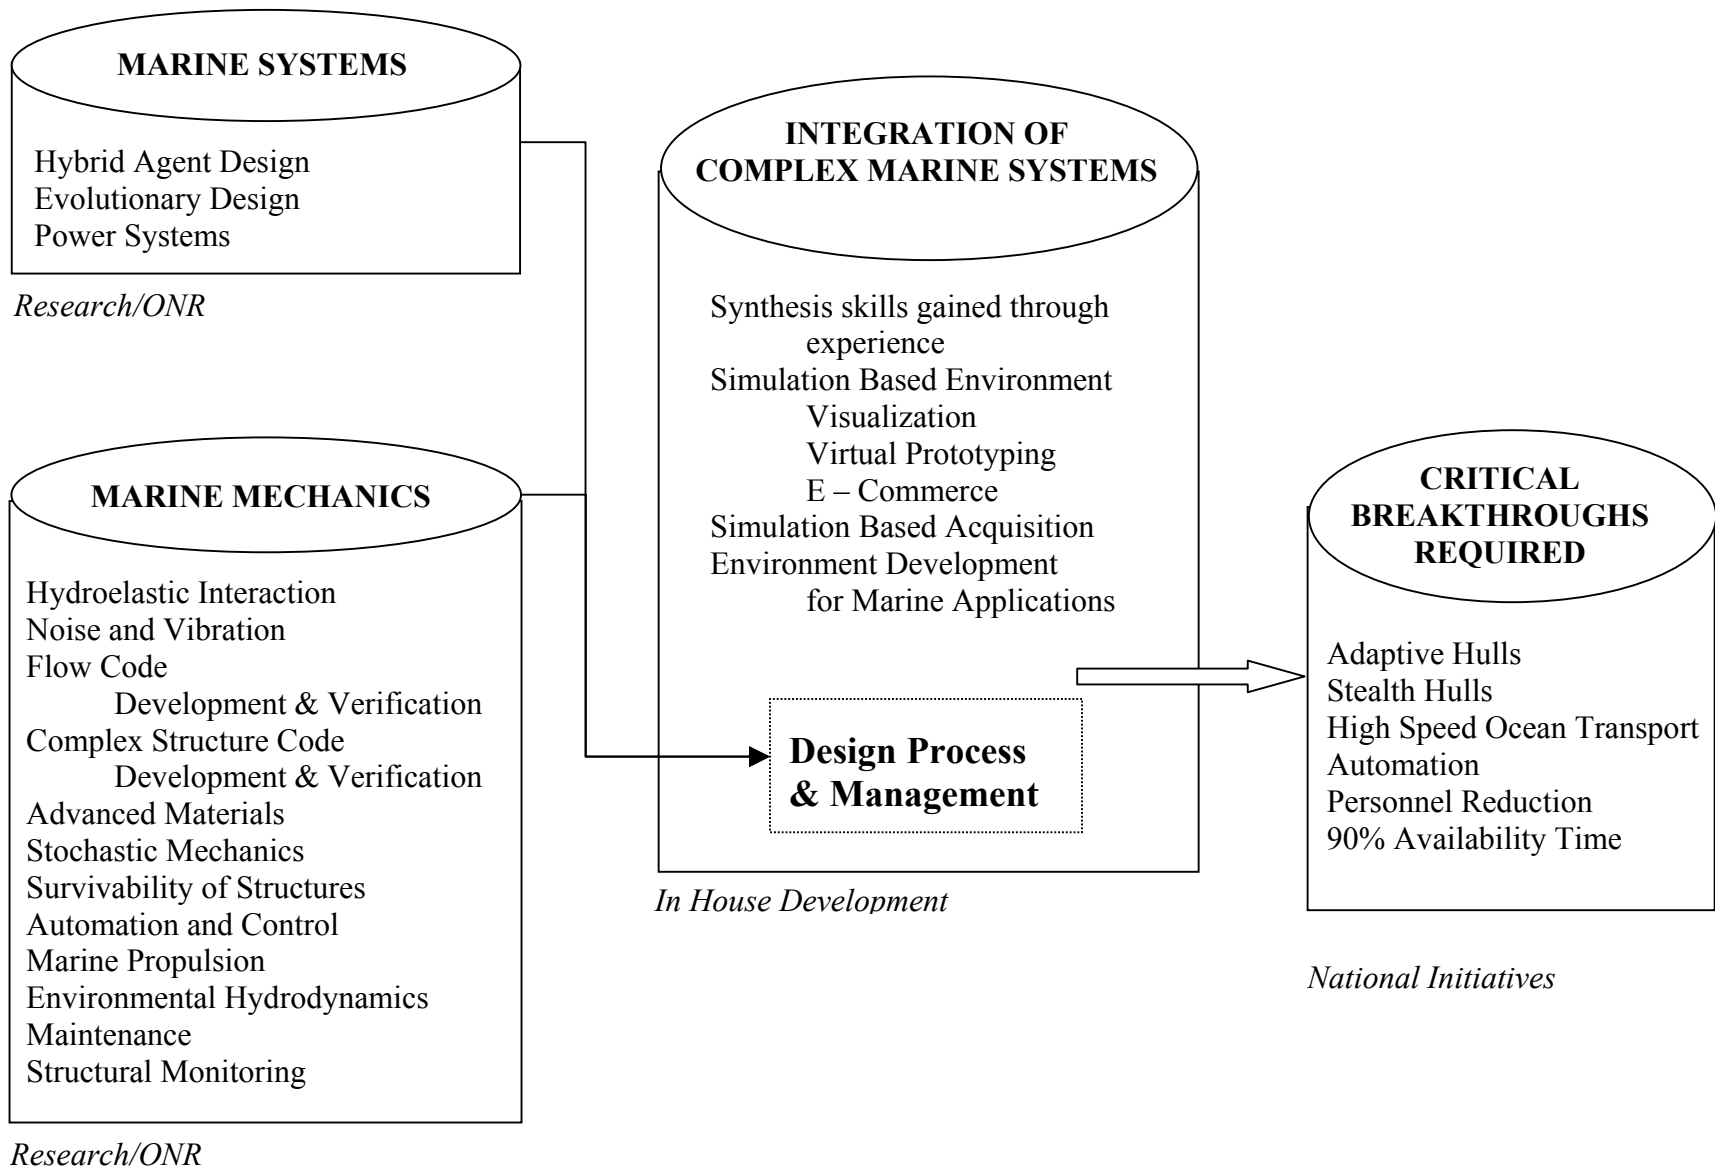 MARINE SYSTEMS
Hybrid Agent Design
Evolutionary Design
Power Systems
Research/ONR
MARINE MECHANICS
Hydroelastic Interaction
Noise and Vibration
Flow Code
Development & Verification
Complex Structure Code
Development & Verification
Advanced Materials
Stochastic Mechanics
Survivability of Structures
Automation and Control
Marine Propulsion
Environmental Hydrodynamics
Maintenance
Structural Monitoring
Research/ONR
INTEGRATION OF
COMPLEX MARINE SYSTEMS
Synthesis skills gained through
experience
Simulation Based Environment
Visualization
Virtual Prototyping
E – Commerce
Simulation Based Acquisition
Environment Development
for Marine Applications
Design Process
& Management
In House Development
CRITICAL
BREAKTHROUGHS
REQUIRED
Adaptive Hulls
Stealth Hulls
High Speed Ocean Transport
Automation
Personnel Reduction
90% Availability Time
National Initiatives